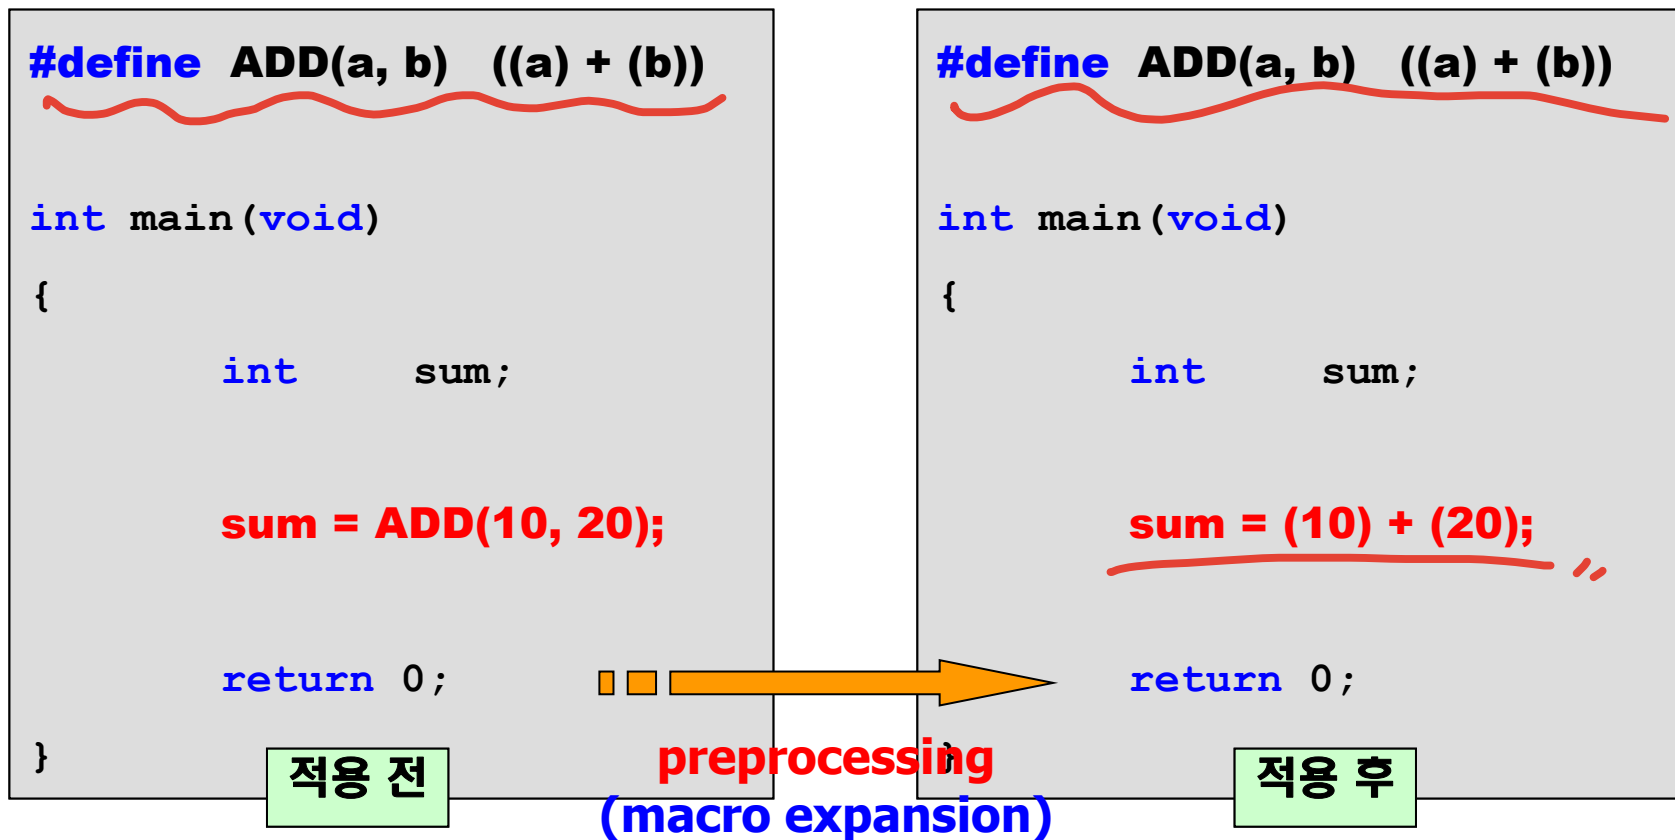 #define ADD(a, b) ((a) + (b))
int main(void)
{
int sum;
sum = ADD(10, 20);
return 0;
}
적용 전
preprocessing
(macro expansion)
#define ADD(a, b) ((a) + (b))
int main(void)
{
int sum;
sum = (10) + (20);
return 0;
}
적용 후